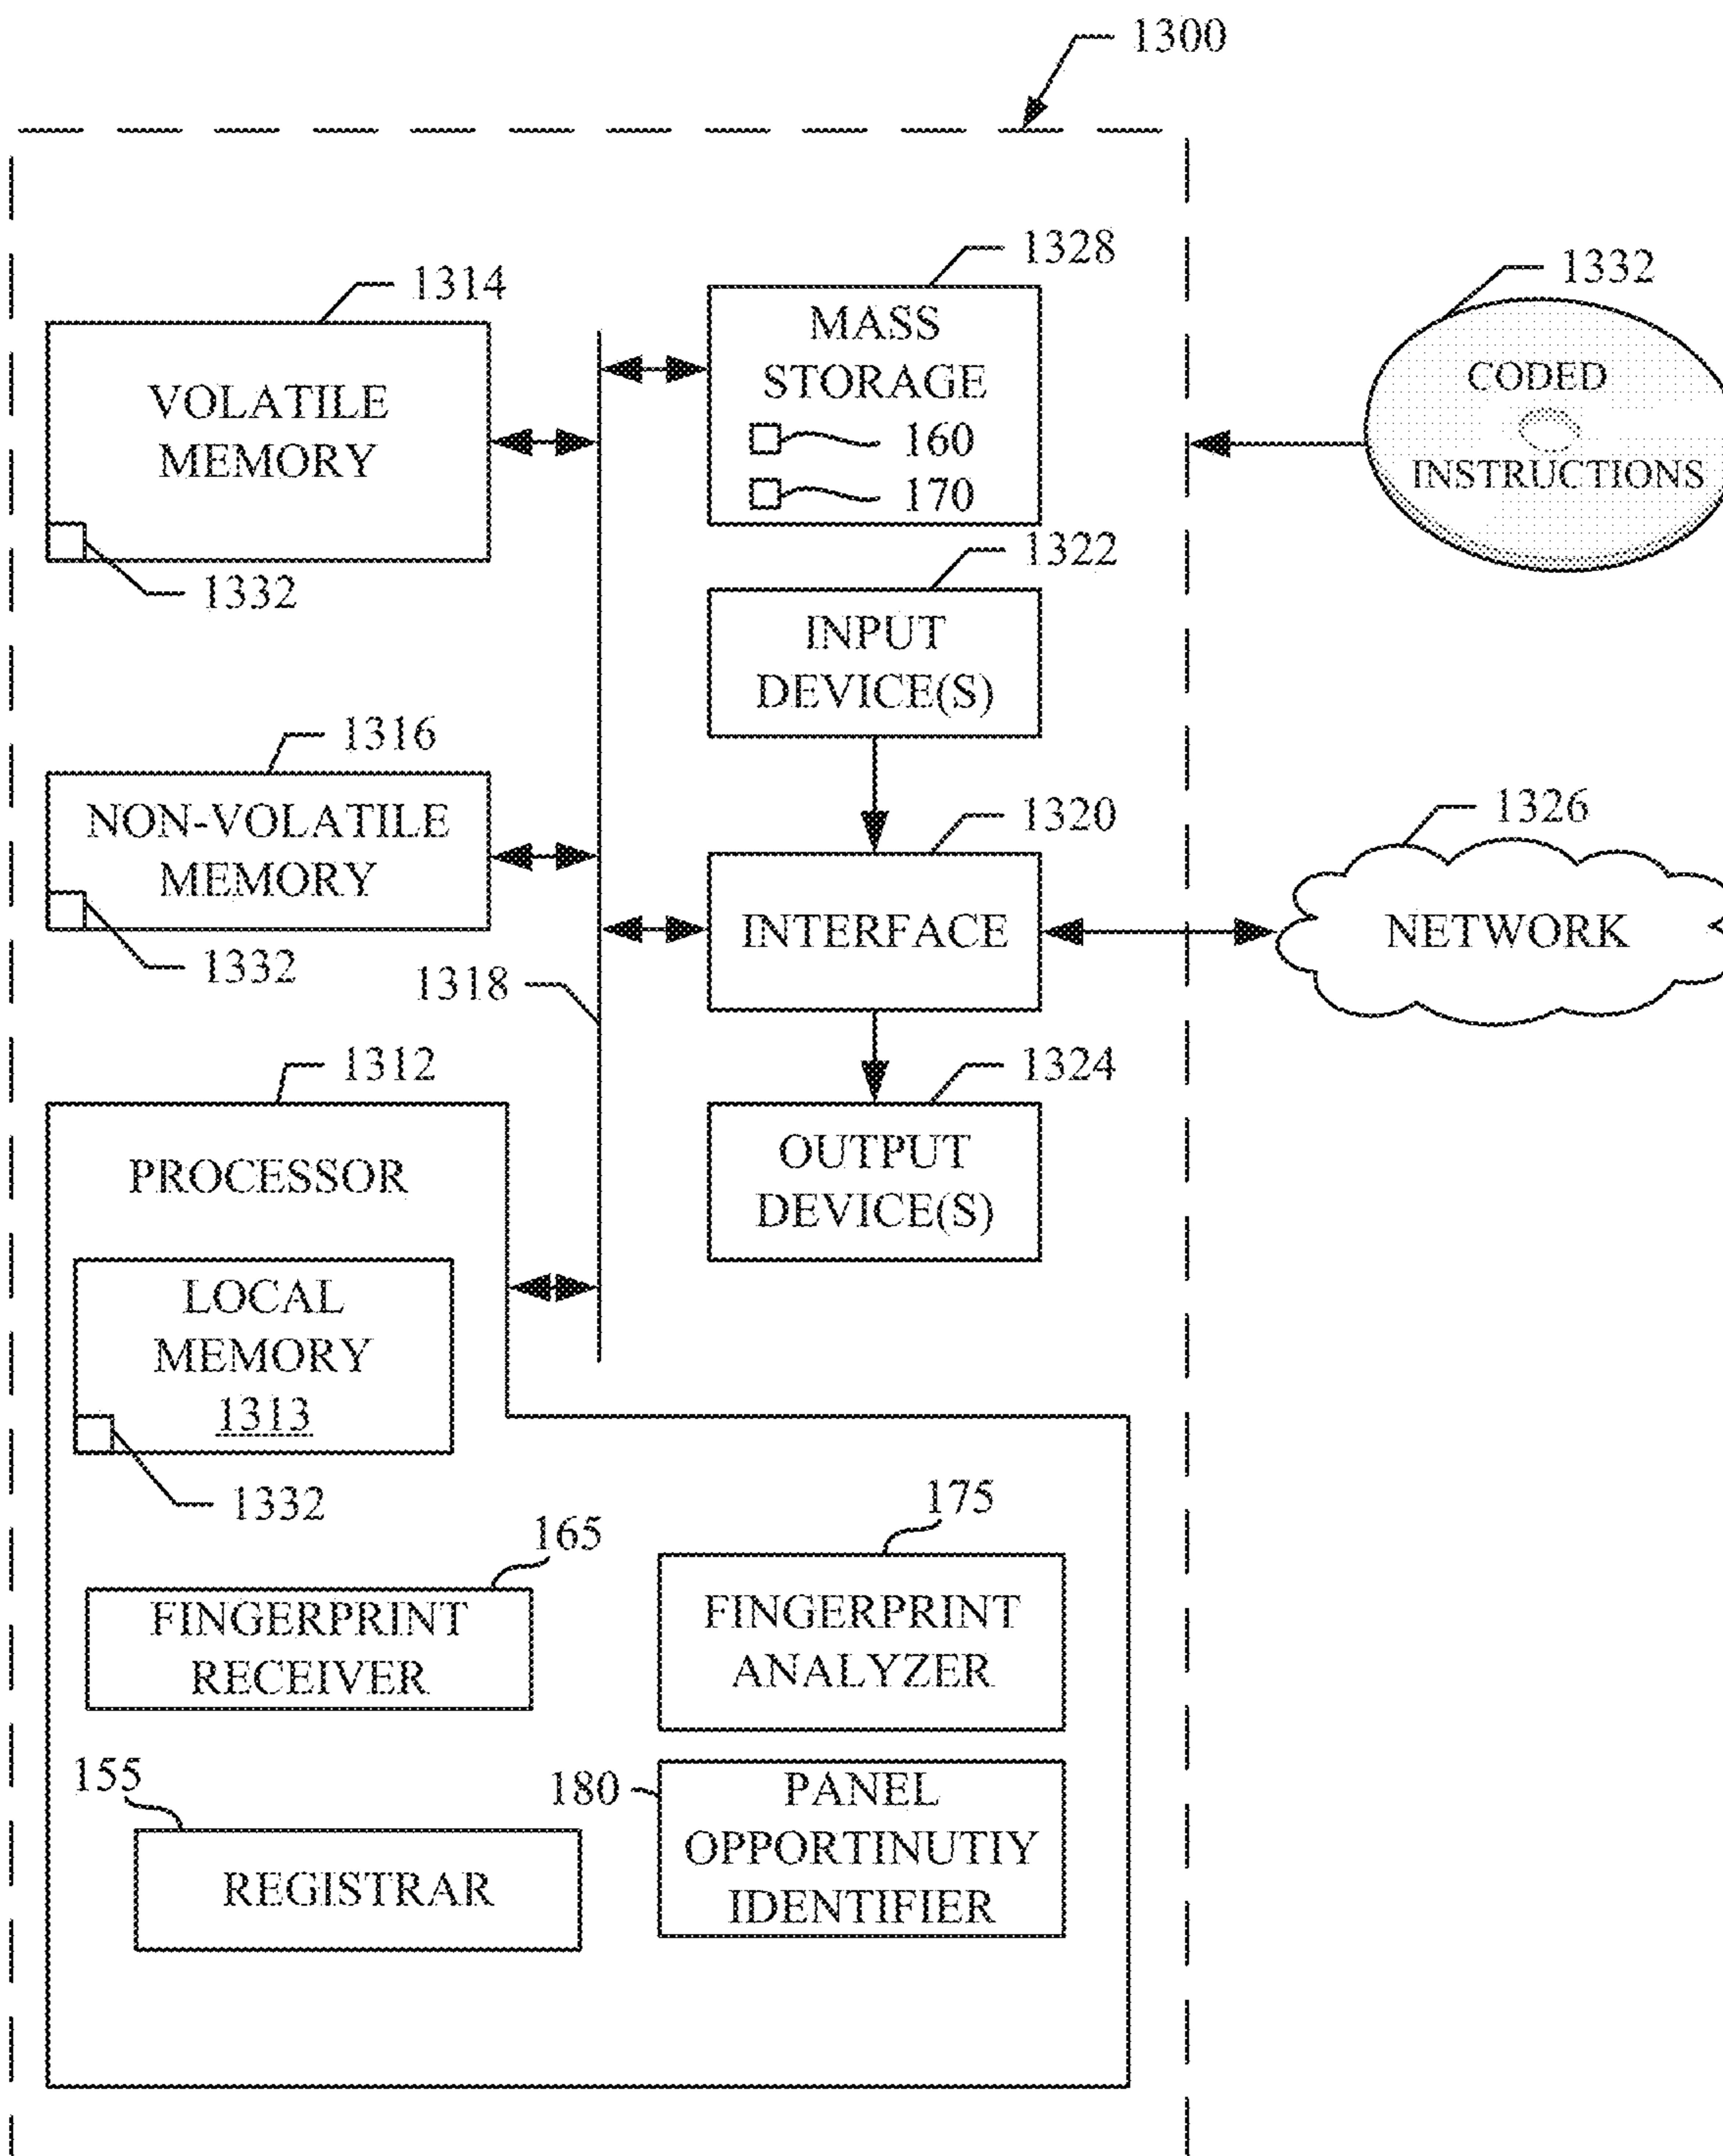 1300
1328
1314
MASS
STORAGE
160
170
VOLATILE
MEMORY
1332
1332
CODED
INSTRUCTIONS
1322
INPUT
DEVICE(S)
1316
NON-VOLATILE
MEMORY
1332
1318
1320
INTERFACE
1326
NETWORK
1312
PROCESSOR
1324
OUTPUT
DEVICE(S)
LOCAL
MEMORY
1313
1332
165
FINGERPRINT
RECEIVER
175
FINGERPRINT
ANALYZER
155
REGISTRAR
180
PANEL
OPPORTINUTIY
IDENTIFIER